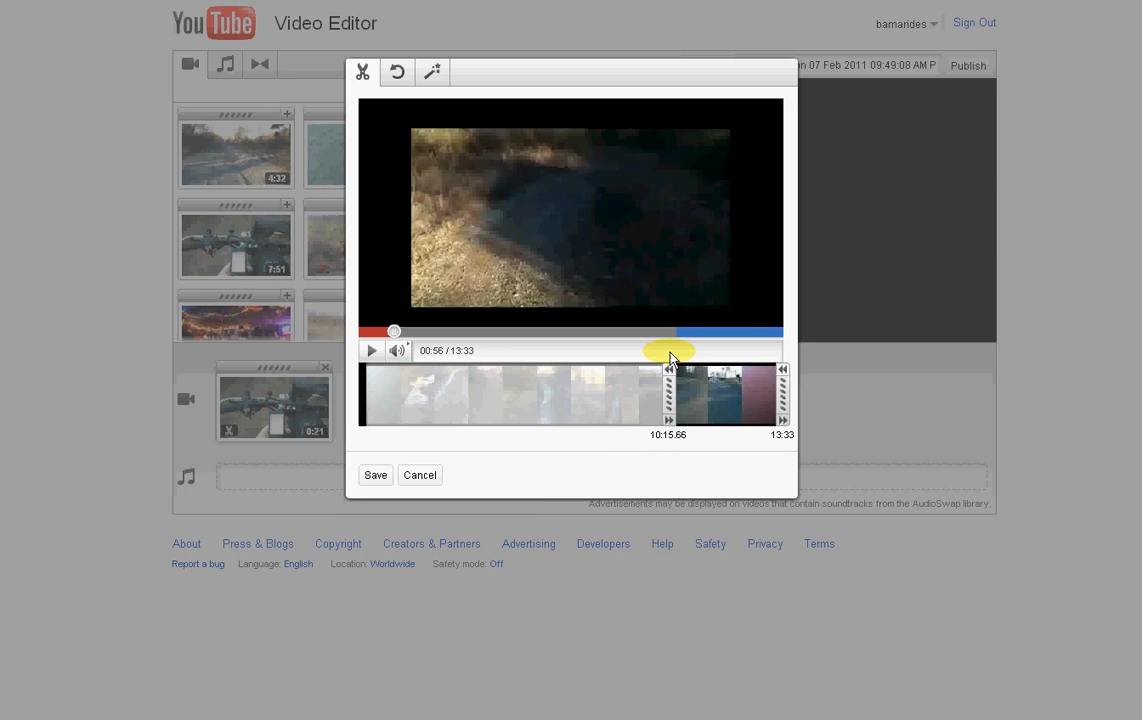 YouTube Video Editor
bamarides Sign Out
on 07 Feb 2011 09:49:08 AM P Publish
4:32
7:51
00:56 / 13:33
10:15.66 13:33
0:21
Save Cancel
Advertisements may be displayed on videos that contain soundtracks from the AudioSwap library.
About Press & Blogs Copyright Creators & Partners Advertising Developers Help Safety Privacy Terms
Report a bug Language: English Location: Worldwide Safety mode: Off